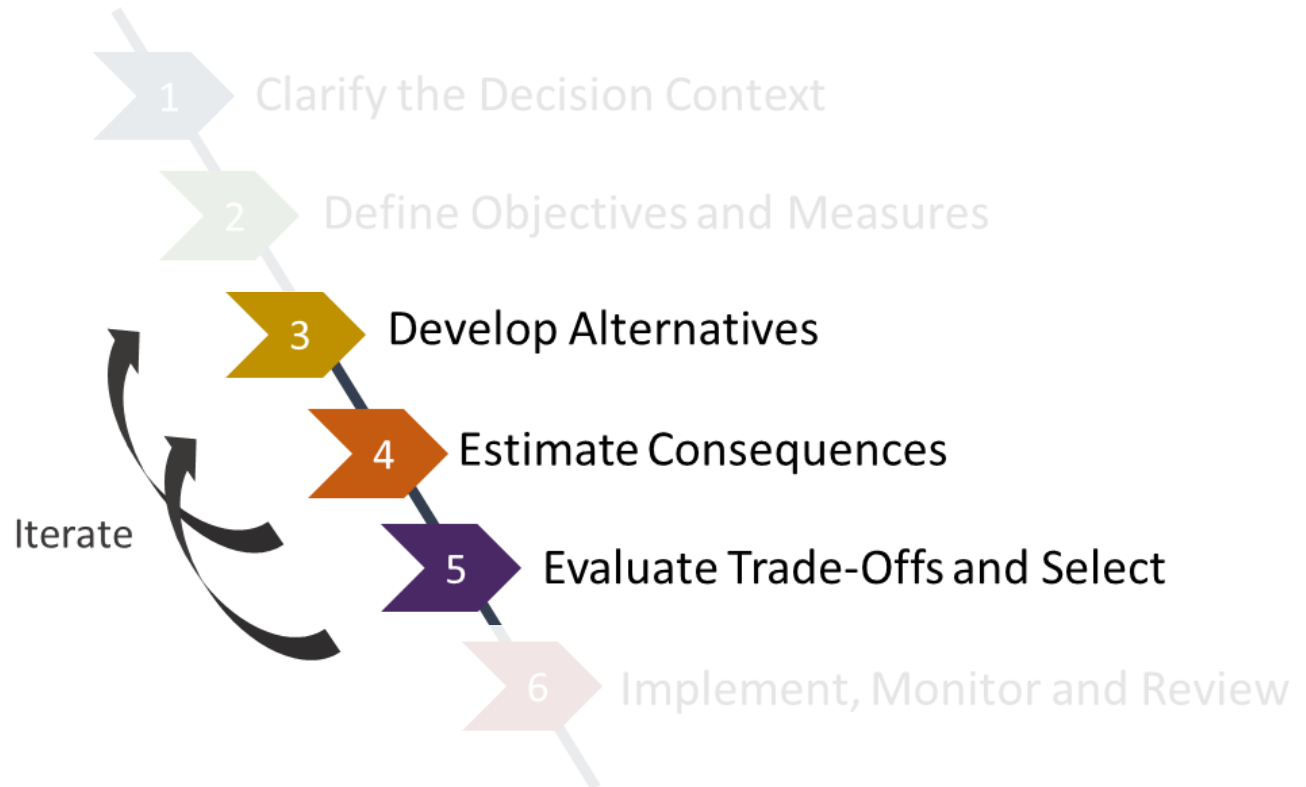 1 Clarify the Decision Context
2 Define Objectives and Measures
3 Develop Alternatives
4 Estimate Consequences
Iterate
5 Evaluate Trade-Offs and Select
6 Implement, Monitor and Review